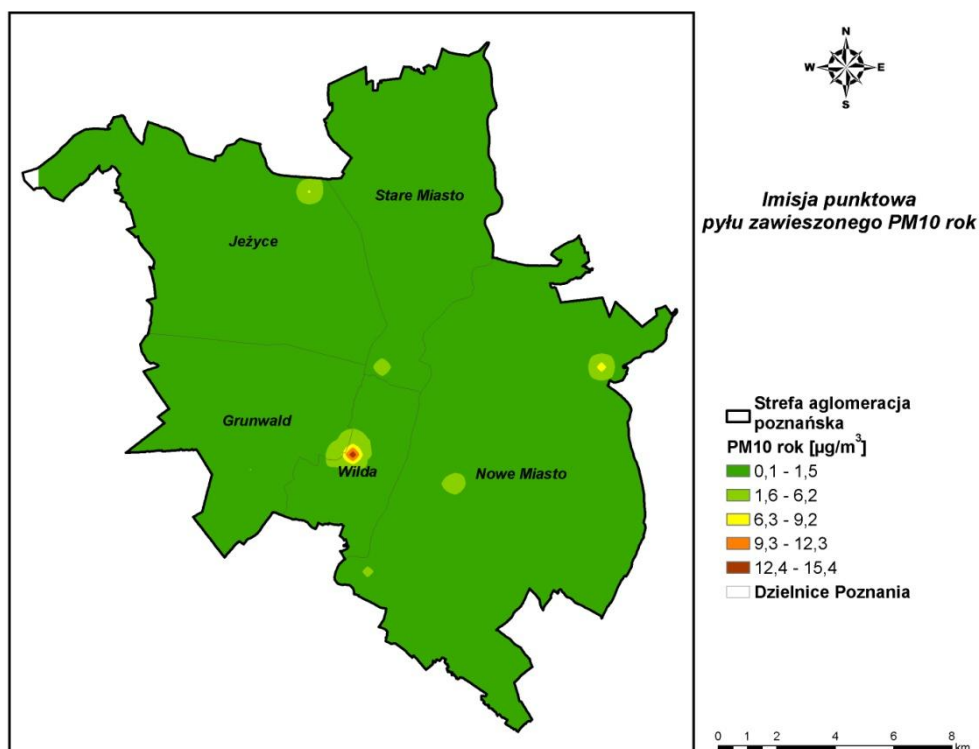 N
W E
S
Imisja punktowa
pyłu zawieszonego PM10 rok
Stare Miasto
Jeżyce
Grunwald
Wilda
Nowe Miasto
Strefa aglomeracja
poznańska
PM10 rok [µg/m³]
0,1 - 1,5
1,6 - 6,2
6,3 - 9,2
9,3 - 12,3
12,4 - 15,4
Dzielnice Poznania
0 1 2 4 6 8
km